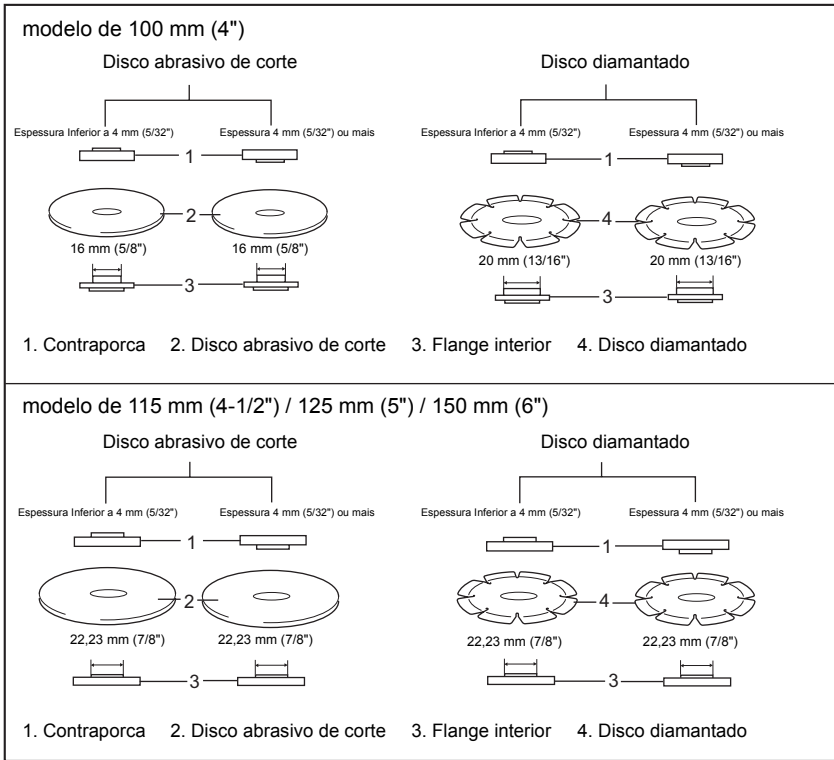 modelo de 100 mm (4")
Disco abrasivo de corte
Disco diamantado
Espessura Inferior a 4 mm (5/32")
Espessura 4 mm (5/32") ou mais
Espessura Inferior a 4 mm (5/32")
Espessura 4 mm (5/32") ou mais
1
1
2
4
16 mm (5/8")
16 mm (5/8")
20 mm (13/16")
20 mm (13/16")
3
3
1. Contraporca 2. Disco abrasivo de corte 3. Flange interior 4. Disco diamantado
modelo de 115 mm (4-1/2") / 125 mm (5") / 150 mm (6")
Disco abrasivo de corte
Disco diamantado
Espessura Inferior a 4 mm (5/32")
Espessura 4 mm (5/32") ou mais
Espessura Inferior a 4 mm (5/32")
Espessura 4 mm (5/32") ou mais
1
1
2
4
22,23 mm (7/8")
22,23 mm (7/8")
22,23 mm (7/8")
22,23 mm (7/8")
3
3
1. Contraporca 2. Disco abrasivo de corte 3. Flange interior 4. Disco diamantado